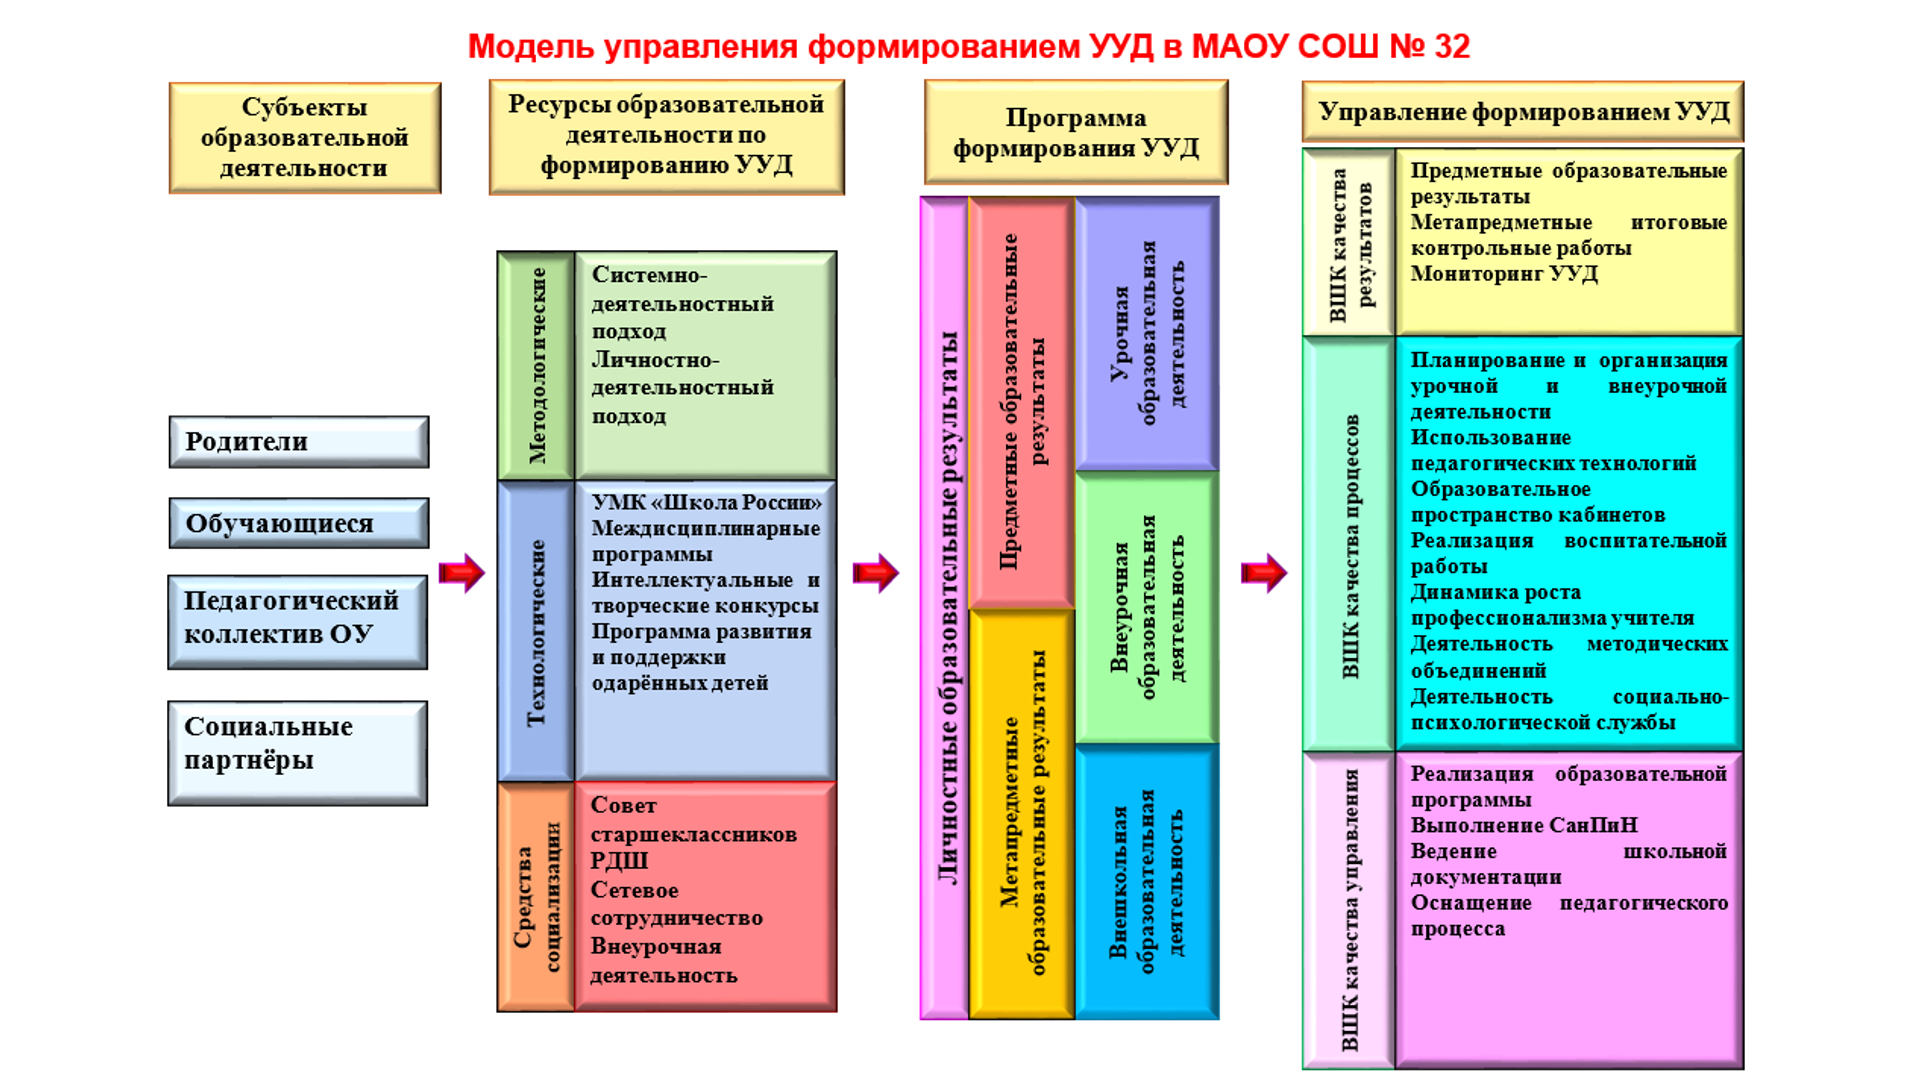 Модель управления формированием УУД в МАОУ СОШ № 32
Субъекты
образовательной
деятельности
Родители
Обучающиеся
Педагогический
коллектив ОУ
Социальные
партнёры
Ресурсы образовательной
деятельности по
формированию УУД
Методологические
Системно-
деятельностный
подход
Личностно-
деятельностный
подход
Технологические
УМК «Школа России»
Междисциплинарные
программы
Интеллектуальные и
творческие конкурсы
Программа развития
и поддержки
одарённых детей
Средства
социализации
Совет
старшеклассников
РДШ
Сетевое
сотрудничество
Внеурочная
деятельность
Программа
формирования УУД
Личностные образовательные результаты
Предметные образовательные
результаты
Метапредметные
образовательные результаты
Урочная
образовательная
деятельность
Внеурочная
образовательная
деятельность
Внешкольная
образовательная
деятельность
Управление формированием УУД
ВШК качества
результатов
Предметные образовательные
результаты
Метапредметные итоговые
контрольные работы
Мониторинг УУД
ВШК качества процессов
Планирование и организация
урочной и внеурочной
деятельности
Использование
педагогических технологий
Образовательное
пространство кабинетов
Реализация воспитательной
работы
Динамика роста
профессионализма учителя
Деятельность методических
объединений
Деятельность социально-
психологической службы
ВШК качества управления
Реализация образовательной
программы
Выполнение СанПиН
Ведение школьной
документации
Оснащение педагогического
процесса